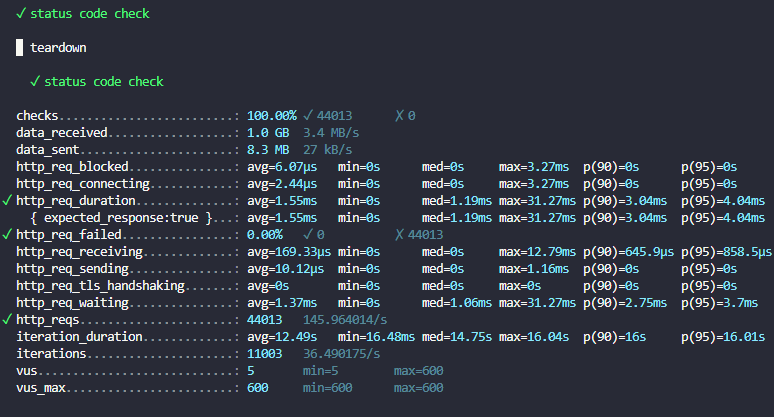 ✓ status code check

█ teardown

  ✓ status code check

checks.........................: 100.00% ✓ 44013      ✗ 0
data_received..................: 1.0 GB  3.4 MB/s
data_sent......................: 8.3 MB  27 kB/s
http_req_blocked...............: avg=6.07µs   min=0s      med=0s     max=3.27ms  p(90)=0s      p(95)=0s
http_req_connecting............: avg=2.44µs   min=0s      med=0s     max=3.27ms  p(90)=0s      p(95)=0s
✓ http_req_duration..............: avg=1.55ms   min=0s      med=1.19ms max=31.27ms p(90)=3.04ms  p(95)=4.04ms
  { expected_response:true }...: avg=1.55ms   min=0s      med=1.19ms max=31.27ms p(90)=3.04ms  p(95)=4.04ms
✓ http_req_failed................: 0.00%   ✓ 0          ✗ 44013
http_req_receiving.............: avg=169.33µs min=0s      med=0s     max=12.79ms p(90)=645.9µs p(95)=858.5µs
http_req_sending...............: avg=10.12µs  min=0s      med=0s     max=1.16ms  p(90)=0s      p(95)=0s
http_req_tls_handshaking.......: avg=0s       min=0s      med=0s     max=0s      p(90)=0s      p(95)=0s
http_req_waiting...............: avg=1.37ms   min=0s      med=1.06ms max=31.27ms p(90)=2.75ms  p(95)=3.7ms
✓ http_reqs......................: 44013   145.964014/s
iteration_duration.............: avg=12.49s   min=16.48ms med=14.75s max=16.04s  p(90)=16s     p(95)=16.01s
iterations.....................: 11003   36.490175/s
vus............................: 5       min=5        max=600
vus_max........................: 600     min=600      max=600